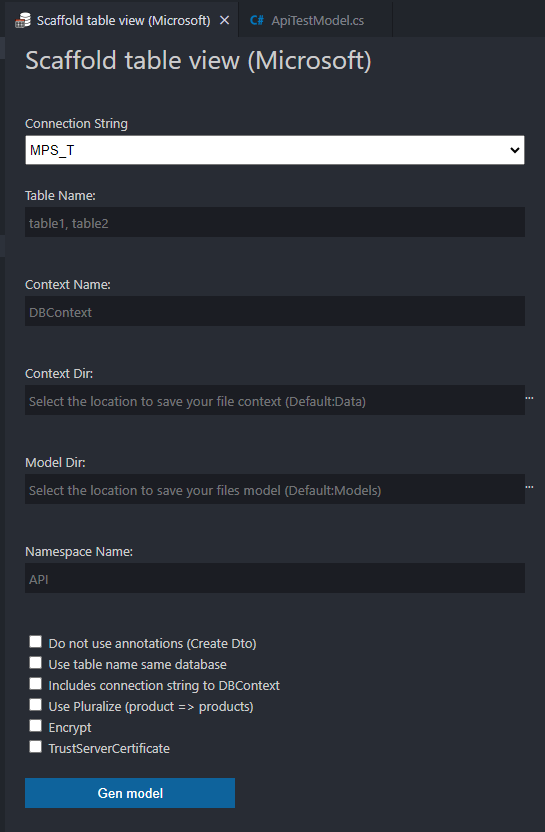 Scaffold table view (Microsoft)
C# ApiTestModel.cs
Scaffold table view (Microsoft)
Connection String
MPS_T
Table Name:
table1, table2
Context Name:
DBContext
Context Dir:
Select the location to save your file context (Default:Data)
...
Model Dir:
Select the location to save your files model (Default:Models)
...
Namespace Name:
API
Do not use annotations (Create Dto)
Use table name same database
Includes connection string to DBContext
Use Pluralize (product => products)
Encrypt
TrustServerCertificate
Gen model